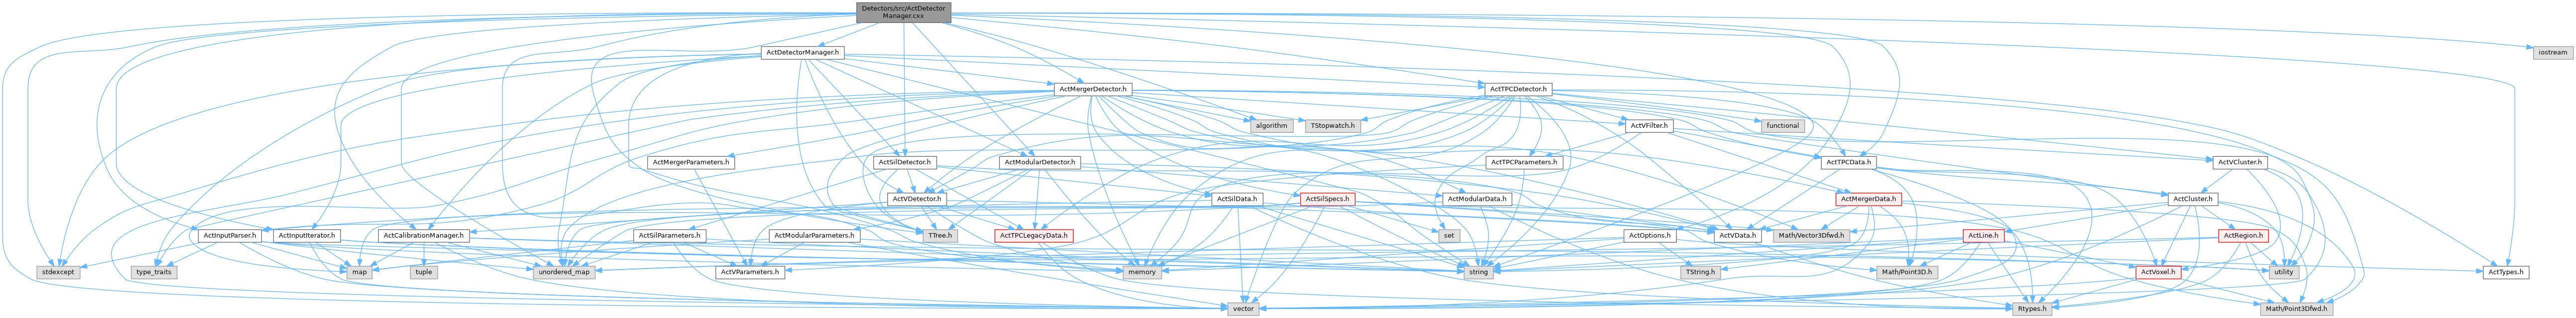 Detectors/src/ActDetector
Manager.cxx
ActDetectorManager.h
iostream
ActMergerDetector.h
ActTPCDetector.h
algorithm
TStopwatch.h
ActVFilter.h
functional
ActMergerParameters.h
ActSilDetector.h
ActModularDetector.h
ActTPCParameters.h
ActTPCData.h
ActVCluster.h
ActVDetector.h
ActSilData.h
ActSilSpecs.h
ActModularData.h
ActMergerData.h
ActCluster.h
ActInputParser.h
ActInputIterator.h
ActCalibrationManager.h
ActSilParameters.h
ActModularParameters.h
TTree.h
ActTPCLegacyData.h
set
ActOptions.h
ActVData.h
Math/Vector3Dfwd.h
ActLine.h
ActRegion.h
stdexcept
type_traits
map
tuple
unordered_map
ActVParameters.h
memory
string
TString.h
Math/Point3D.h
ActVoxel.h
utility
ActTypes.h
vector
Rtypes.h
Math/Point3Dfwd.h